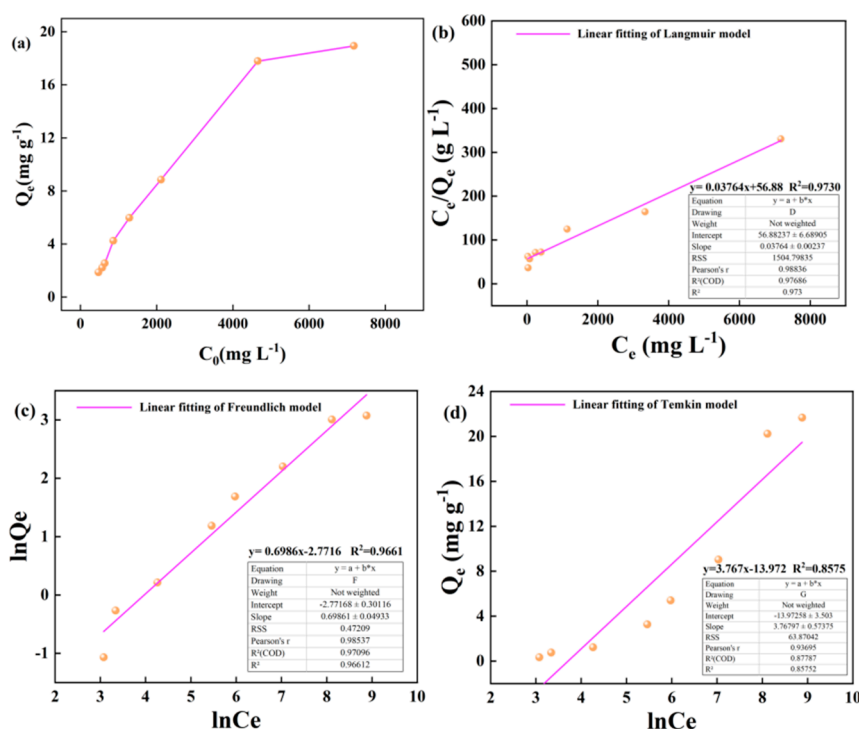 (a)
20
16
12
8
4
0
Qe(mg g-1)
0 2000 4000 6000 8000
C0(mg L-1)
(b)
Linear fitting of Langmuir model
600
500
400
300
200
100
0
Ce/Qe (g L-1)
y= 0.03764x+56.88 R2=0.9730
Equation y = a + b*x
Drawing D
Weight Not weighted
Intercept 56.88237 ± 6.68905
Slope 0.03764 ± 0.00237
RSS 1504.79835
Pearson's r 0.98836
R²(COD) 0.97686
R² 0.973
0 2000 4000 6000 8000
Ce (mg L-1)
(c)
Linear fitting of Freundlich model
3
2
1
0
-1
lnQe
y= 0.6986x-2.7716 R2=0.9661
Equation y = a + b*x
Drawing F
Weight Not weighted
Intercept -2.77168 ± 0.30116
Slope 0.69861 ± 0.04933
RSS 0.47209
Pearson's r 0.98537
R²(COD) 0.97096
R² 0.96612
2 3 4 5 6 7 8 9 10
lnCe
(d)
Linear fitting of Temkin model
24
20
16
12
8
4
0
Qe (mg g-1)
y=3.767x-13.972 R2=0.8575
Equation y = a + b*x
Drawing G
Weight Not weighted
Intercept -13.97258 ± 3.503
Slope 3.76797 ± 0.57375
RSS 63.87042
Pearson's r 0.93695
R²(COD) 0.87787
R² 0.85752
2 3 4 5 6 7 8 9 10
lnCe